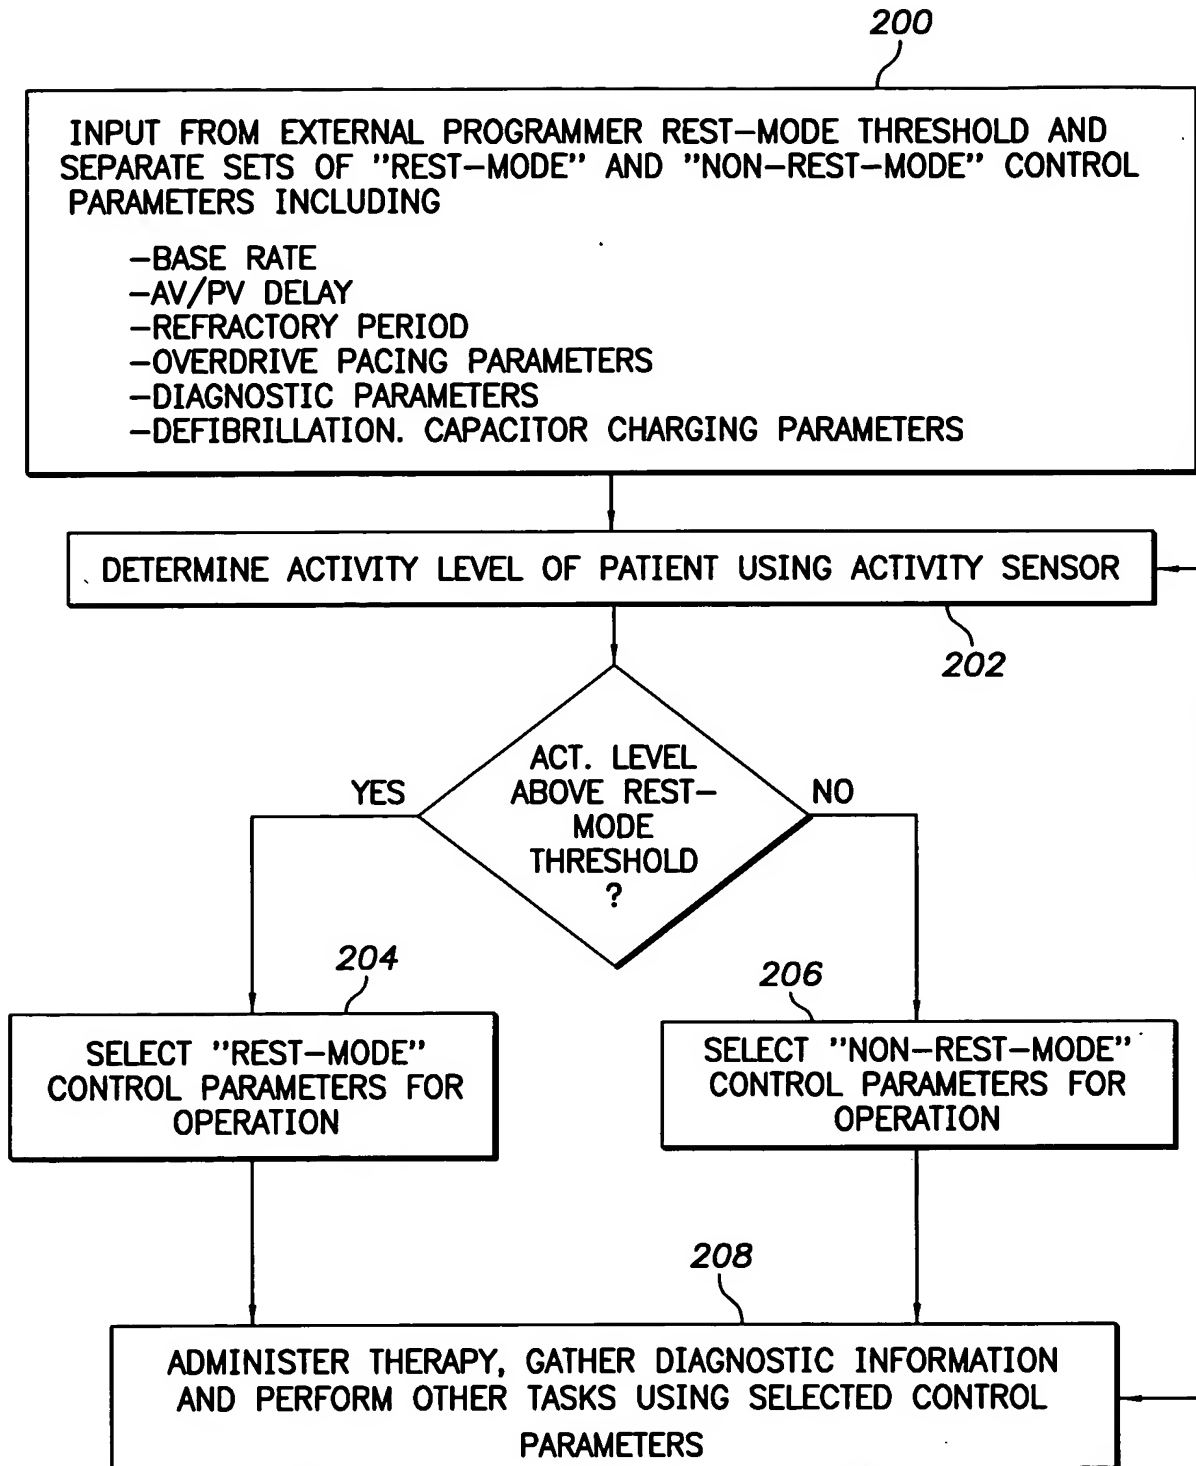 200
INPUT FROM EXTERNAL PROGRAMMER REST-MODE THRESHOLD AND
SEPARATE SETS OF "REST-MODE" AND "NON-REST-MODE" CONTROL
PARAMETERS INCLUDING
-BASE RATE
-AV/PV DELAY
-REFRACTORY PERIOD
-OVERDRIVE PACING PARAMETERS
-DIAGNOSTIC PARAMETERS
-DEFIBRILLATION. CAPACITOR CHARGING PARAMETERS
DETERMINE ACTIVITY LEVEL OF PATIENT USING ACTIVITY SENSOR
202
ACT. LEVEL
ABOVE REST-
MODE
THRESHOLD
?
YES
NO
204
206
SELECT "REST-MODE"
CONTROL PARAMETERS FOR
OPERATION
SELECT "NON-REST-MODE"
CONTROL PARAMETERS FOR
OPERATION
208
ADMINISTER THERAPY, GATHER DIAGNOSTIC INFORMATION
AND PERFORM OTHER TASKS USING SELECTED CONTROL
PARAMETERS